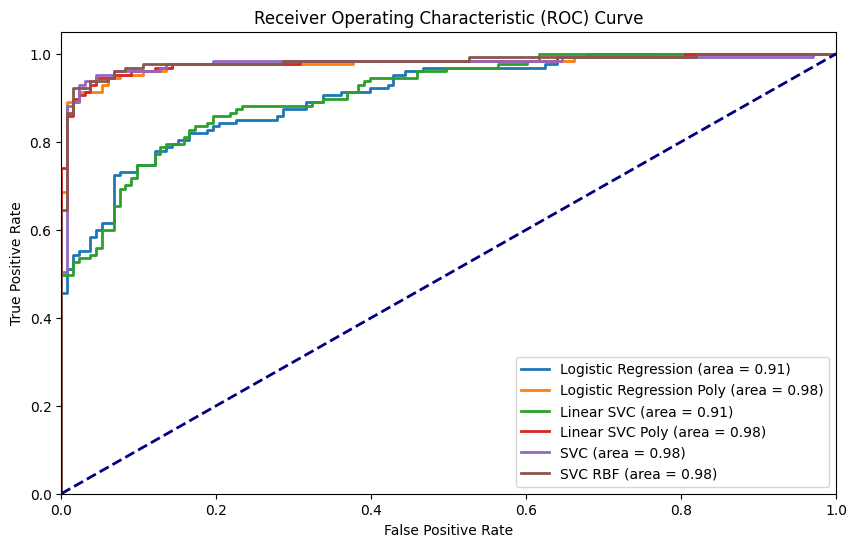 Receiver Operating Characteristic (ROC) Curve
1.0
0.8
0.6
0.4
0.2
0.0
True Positive Rate
Logistic Regression (area = 0.91)
Logistic Regression Poly (area = 0.98)
Linear SVC (area = 0.91)
Linear SVC Poly (area = 0.98)
SVC (area = 0.98)
SVC RBF (area = 0.98)
0.0 0.2 0.4 0.6 0.8 1.0
False Positive Rate